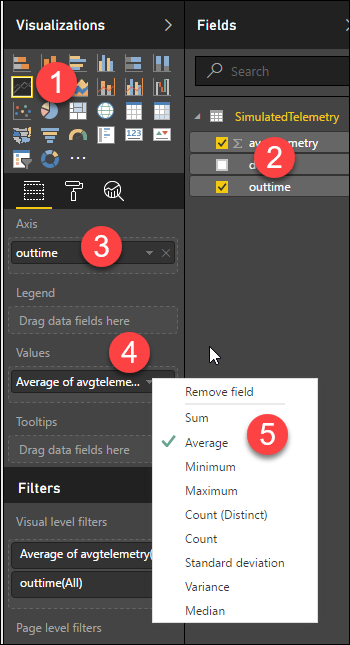 Visualizations
Fields
1
Search
SimulatedTelemetry
2
outtime
Axis
3
outtime
Legend
Drag data fields here
Values
4
Average of avgteleme...
Remove field
Sum
5
Average
Minimum
Maximum
Count (Distinct)
Count
Standard deviation
Variance
Median
Tooltips
Drag data fields here
Filters
Visual level filters
Average of avgtelemetry(
outtime(All)
Page level filters